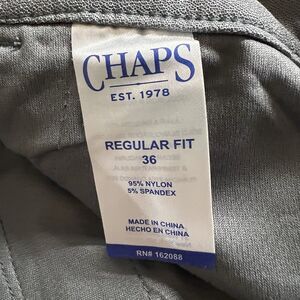 CHAPS
EST. 1978
REGULAR FIT
36
95% NYLON
5% SPANDEX
MADE IN CHINA
HECHO EN CHINA
RN# 162088